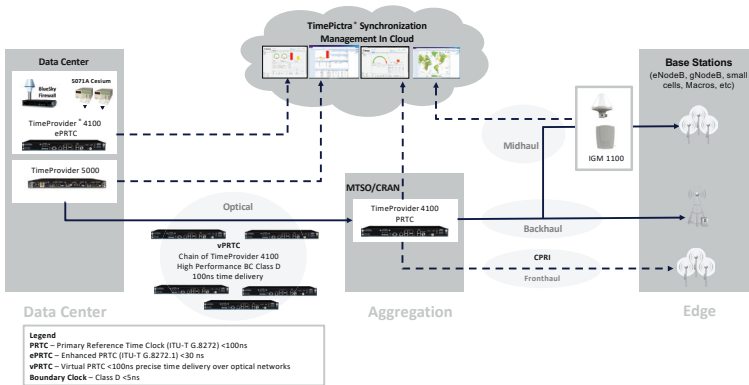 TimePictra® Synchronization
Management In Cloud
Data Center
5071A Cesium
BlueSky
Firewall
TimeProvider® 4100
ePRTC
TimeProvider 5000
Optical
vPRTC
Chain of TimeProvider 4100
High Performance BC Class D
100ns time delivery
Data Center
MTSO/CRAN
TimeProvider 4100
PRTC
Aggregation
Midhaul
Backhaul
CPRI
Fronthaul
IGM 1100
Base Stations
(eNodeB, gNodeB, small
cells, Macros, etc)
Edge
Legend
PRTC – Primary Reference Time Clock (ITU-T G.8272) <100ns
ePRTC – Enhanced PRTC (ITU-T G.8272.1) <30 ns
vPRTC – Virtual PRTC <100ns precise time delivery over optical networks
Boundary Clock – Class D <5ns